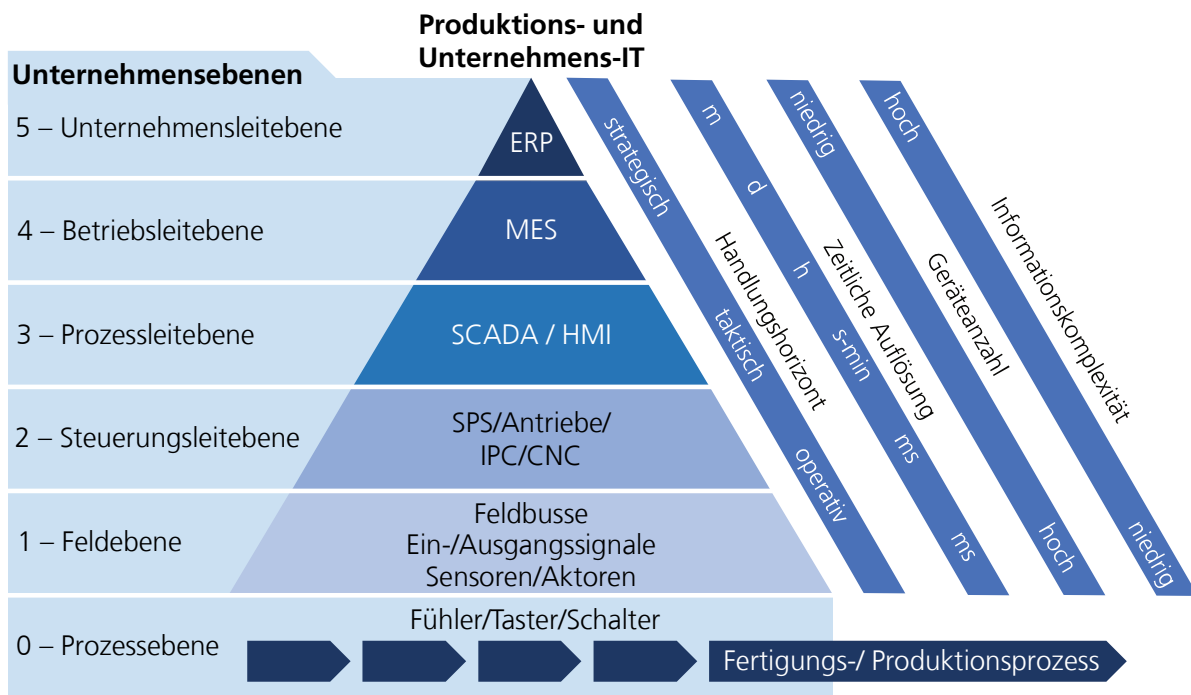 Produktions- und
Unternehmens-IT
Unternehmensebenen
5 – Unternehmensleitebene
ERP
4 – Betriebsleitebene
MES
3 – Prozessleitebene
SCADA / HMI
2 – Steuerungsleitebene
SPS/Antriebe/
IPC/CNC
1 – Feldebene
Feldbusse
Ein-/Ausgangssignale
Sensoren/Aktoren
0 – Prozessebene
Fühler/Taster/Schalter
Fertigungs-/ Produktionsprozess
strategisch
taktisch
operativ
Handlungshorizont
m
d
h
s-min
ms
ms
Zeitliche Auflösung
niedrig
hoch
Geräteanzahl
hoch
niedrig
Informationskomplexität